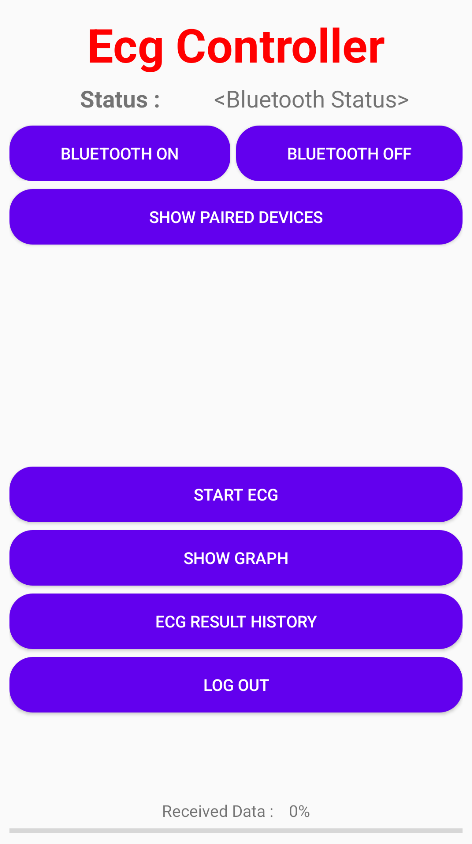 Ecg Controller
Status : <Bluetooth Status>
BLUETOOTH ON BLUETOOTH OFF
SHOW PAIRED DEVICES
START ECG
SHOW GRAPH
ECG RESULT HISTORY
LOG OUT
Received Data : 0%